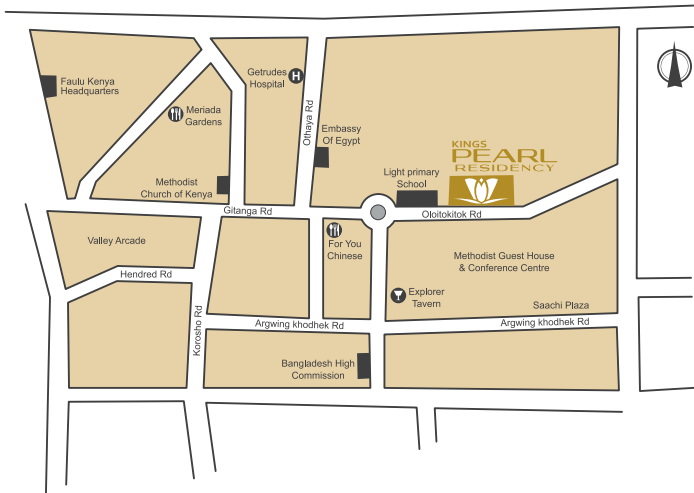 Faulu Kenya
Headquarters
Getrudes
Hospital
H
Othaya Rd
Meriada
Gardens
Embassy
Of Egypt
KINGS
PEARL
RESIDENCY
Light primary
School
Methodist
Church of Kenya
Gitanga Rd
Oloitokitok Rd
Valley Arcade
For You
Chinese
Methodist Guest House
& Conference Centre
Hendred Rd
Explorer
Tavern
Saachi Plaza
Korosho Rd
Argwing khodhek Rd
Argwing khodhek Rd
Bangladesh High
Commission